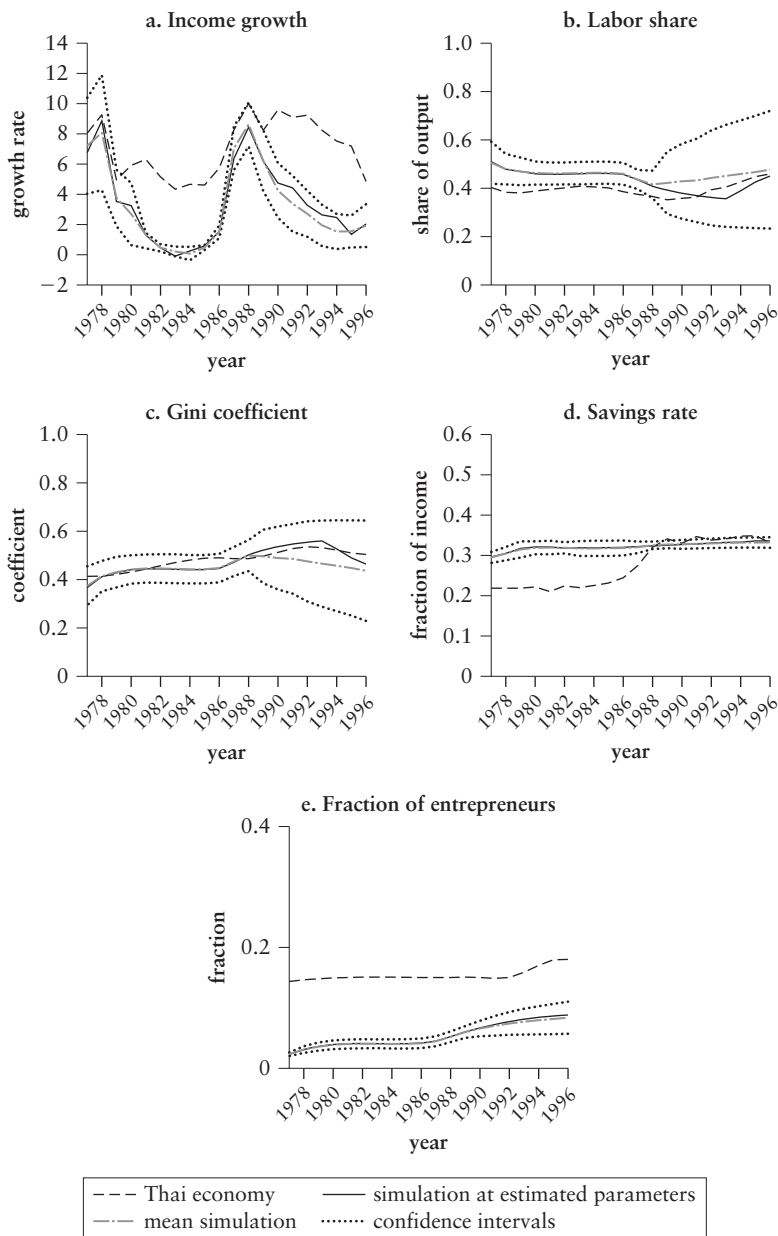 a. Income growth
14
12
10
8
6
4
2
0
−2
growth rate
1978 1980 1982 1984 1986 1988 1990 1992 1994 1996
year
b. Labor share
1.0
0.8
0.6
0.4
0.2
0
share of output
1978 1980 1982 1984 1986 1988 1990 1992 1994 1996
year
c. Gini coefficient
1.0
0.8
0.6
0.4
0.2
0
coefficient
1978 1980 1982 1984 1986 1988 1990 1992 1994 1996
year
d. Savings rate
0.6
0.5
0.4
0.3
0.2
0.1
0
fraction of income
1978 1980 1982 1984 1986 1988 1990 1992 1994 1996
year
e. Fraction of entrepreneurs
0.4
0.2
0
fraction
1978 1980 1982 1984 1986 1988 1990 1992 1994 1996
year
Thai economy simulation at estimated parameters
mean simulation confidence intervals